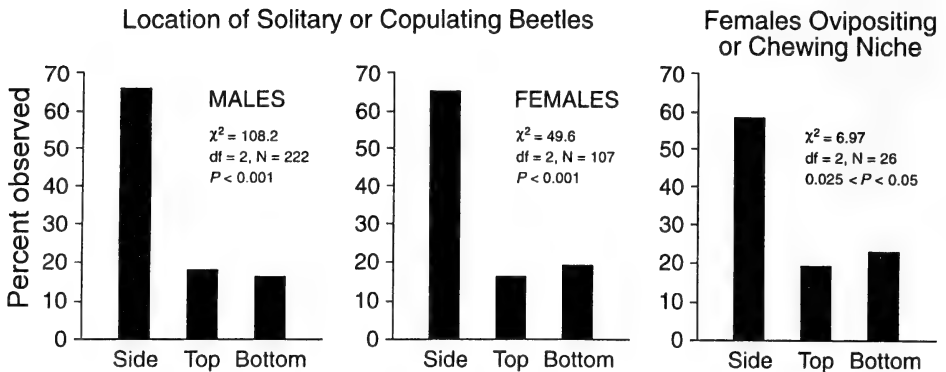 Location of Solitary or Copulating Beetles
Females Ovipositing
or Chewing Niche
Percent observed
70
60
50
40
30
20
10
0
MALES
χ² = 108.2
df = 2, N = 222
P < 0.001
Side Top Bottom
70
60
50
40
30
20
10
0
FEMALES
χ² = 49.6
df = 2, N = 107
P < 0.001
Side Top Bottom
70
60
50
40
30
20
10
0
χ² = 6.97
df = 2, N = 26
0.025 < P < 0.05
Side Top Bottom